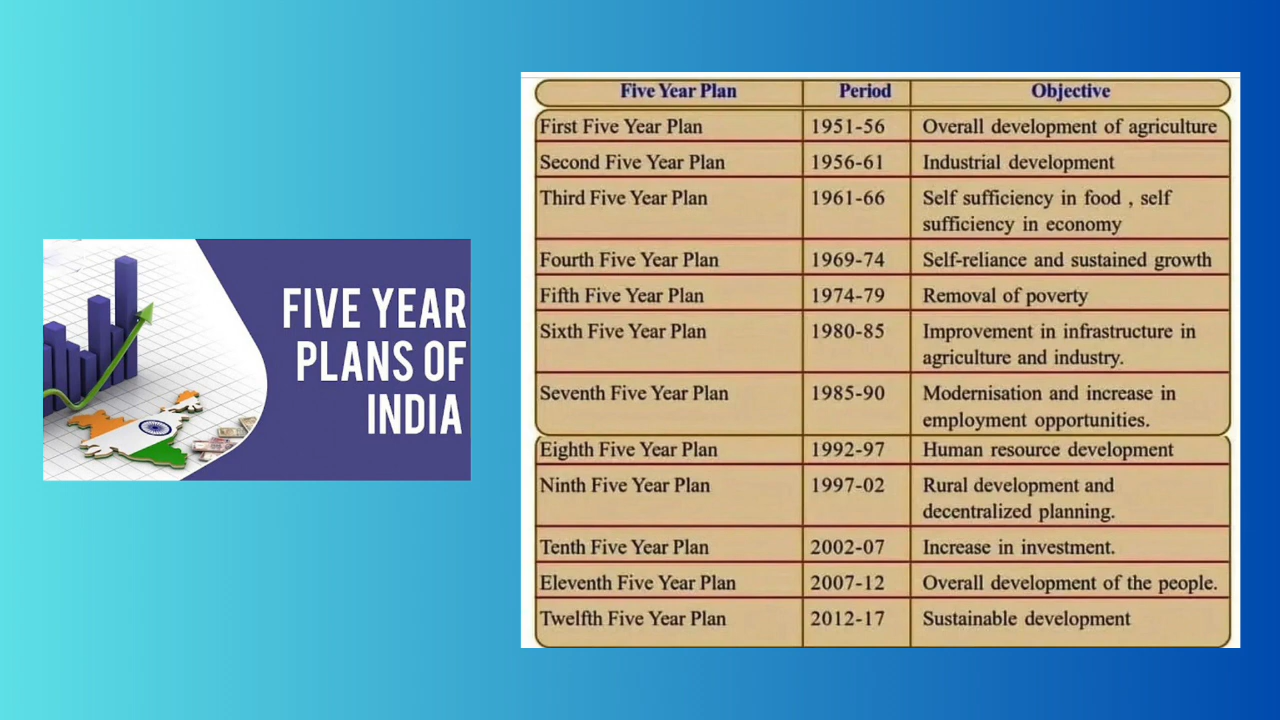 FIVE YEAR
PLANS OF
INDIA
Five Year Plan Period Objective
First Five Year Plan 1951-56 Overall development of agriculture
Second Five Year Plan 1956-61 Industrial development
Third Five Year Plan 1961-66 Self sufficiency in food , self
sufficiency in economy
Fourth Five Year Plan 1969-74 Self-reliance and sustained growth
Fifth Five Year Plan 1974-79 Removal of poverty
Sixth Five Year Plan 1980-85 Improvement in infrastructure in
agriculture and industry.
Seventh Five Year Plan 1985-90 Modernisation and increase in
employment opportunities.
Eighth Five Year Plan 1992-97 Human resource development
Ninth Five Year Plan 1997-02 Rural development and
decentralized planning.
Tenth Five Year Plan 2002-07 Increase in investment.
Eleventh Five Year Plan 2007-12 Overall development of the people.
Twelfth Five Year Plan 2012-17 Sustainable development